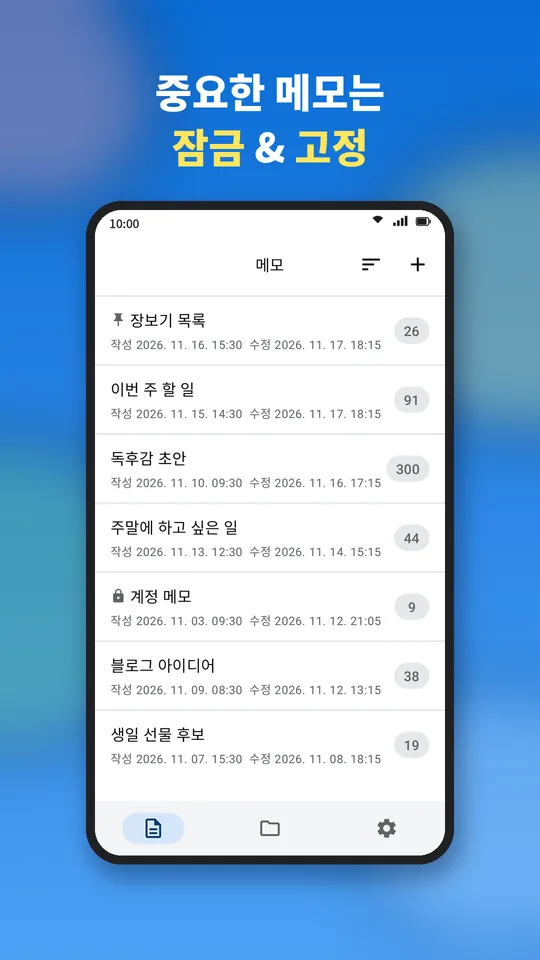 중요한 메모는
잠금 & 고정
10:00
메모
장보기 목록
작성 2026. 11. 16. 15:30 수정 2026. 11. 17. 18:15
26
이번 주 할 일
작성 2026. 11. 15. 14:30 수정 2026. 11. 17. 18:15
91
독후감 초안
작성 2026. 11. 10. 09:30 수정 2026. 11. 16. 17:15
300
주말에 하고 싶은 일
작성 2026. 11. 13. 12:30 수정 2026. 11. 14. 15:15
44
계정 메모
작성 2026. 11. 03. 09:30 수정 2026. 11. 12. 21:05
9
블로그 아이디어
작성 2026. 11. 09. 08:30 수정 2026. 11. 12. 13:15
38
생일 선물 후보
작성 2026. 11. 07. 15:30 수정 2026. 11. 08. 18:15
19